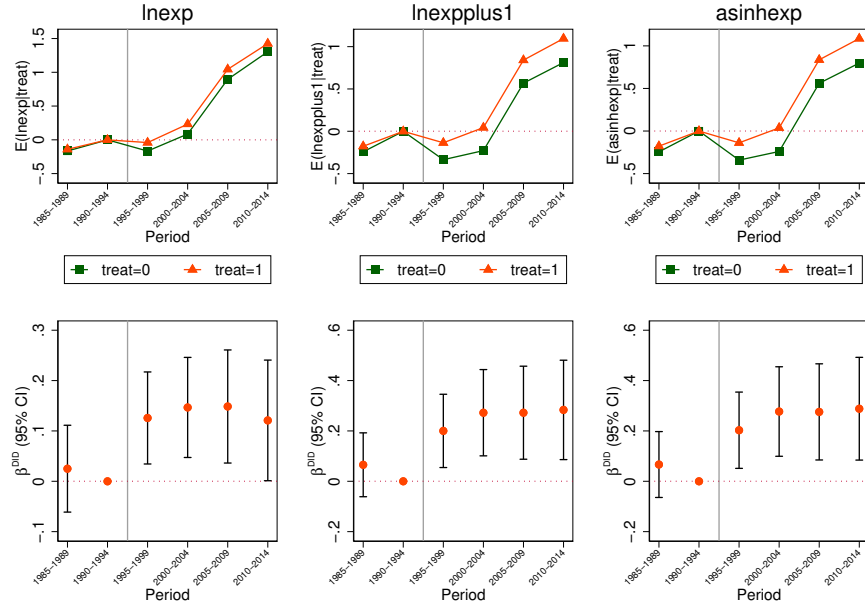 lnexp
E(lnexp|treat)
−.5 0 .5 1 1.5
1985−1989 1990−1994 1995−1999 2000−2004 2005−2009 2010−2014
Period
treat=0 treat=1
lnexpplus1
E(lnexpplus1|treat)
−.5 0 .5 1
1985−1989 1990−1994 1995−1999 2000−2004 2005−2009 2010−2014
Period
treat=0 treat=1
asinhexp
E(asinhexp|treat)
−.5 0 .5 1
1985−1989 1990−1994 1995−1999 2000−2004 2005−2009 2010−2014
Period
treat=0 treat=1
β^DID (95% CI)
−.1 0 .1 .2 .3
1985−1989 1990−1994 1995−1999 2000−2004 2005−2009 2010−2014
Period
β^DID (95% CI)
−.2 0 .2 .4 .6
1985−1989 1990−1994 1995−1999 2000−2004 2005−2009 2010−2014
Period
β^DID (95% CI)
−.2 0 .2 .4 .6
1985−1989 1990−1994 1995−1999 2000−2004 2005−2009 2010−2014
Period